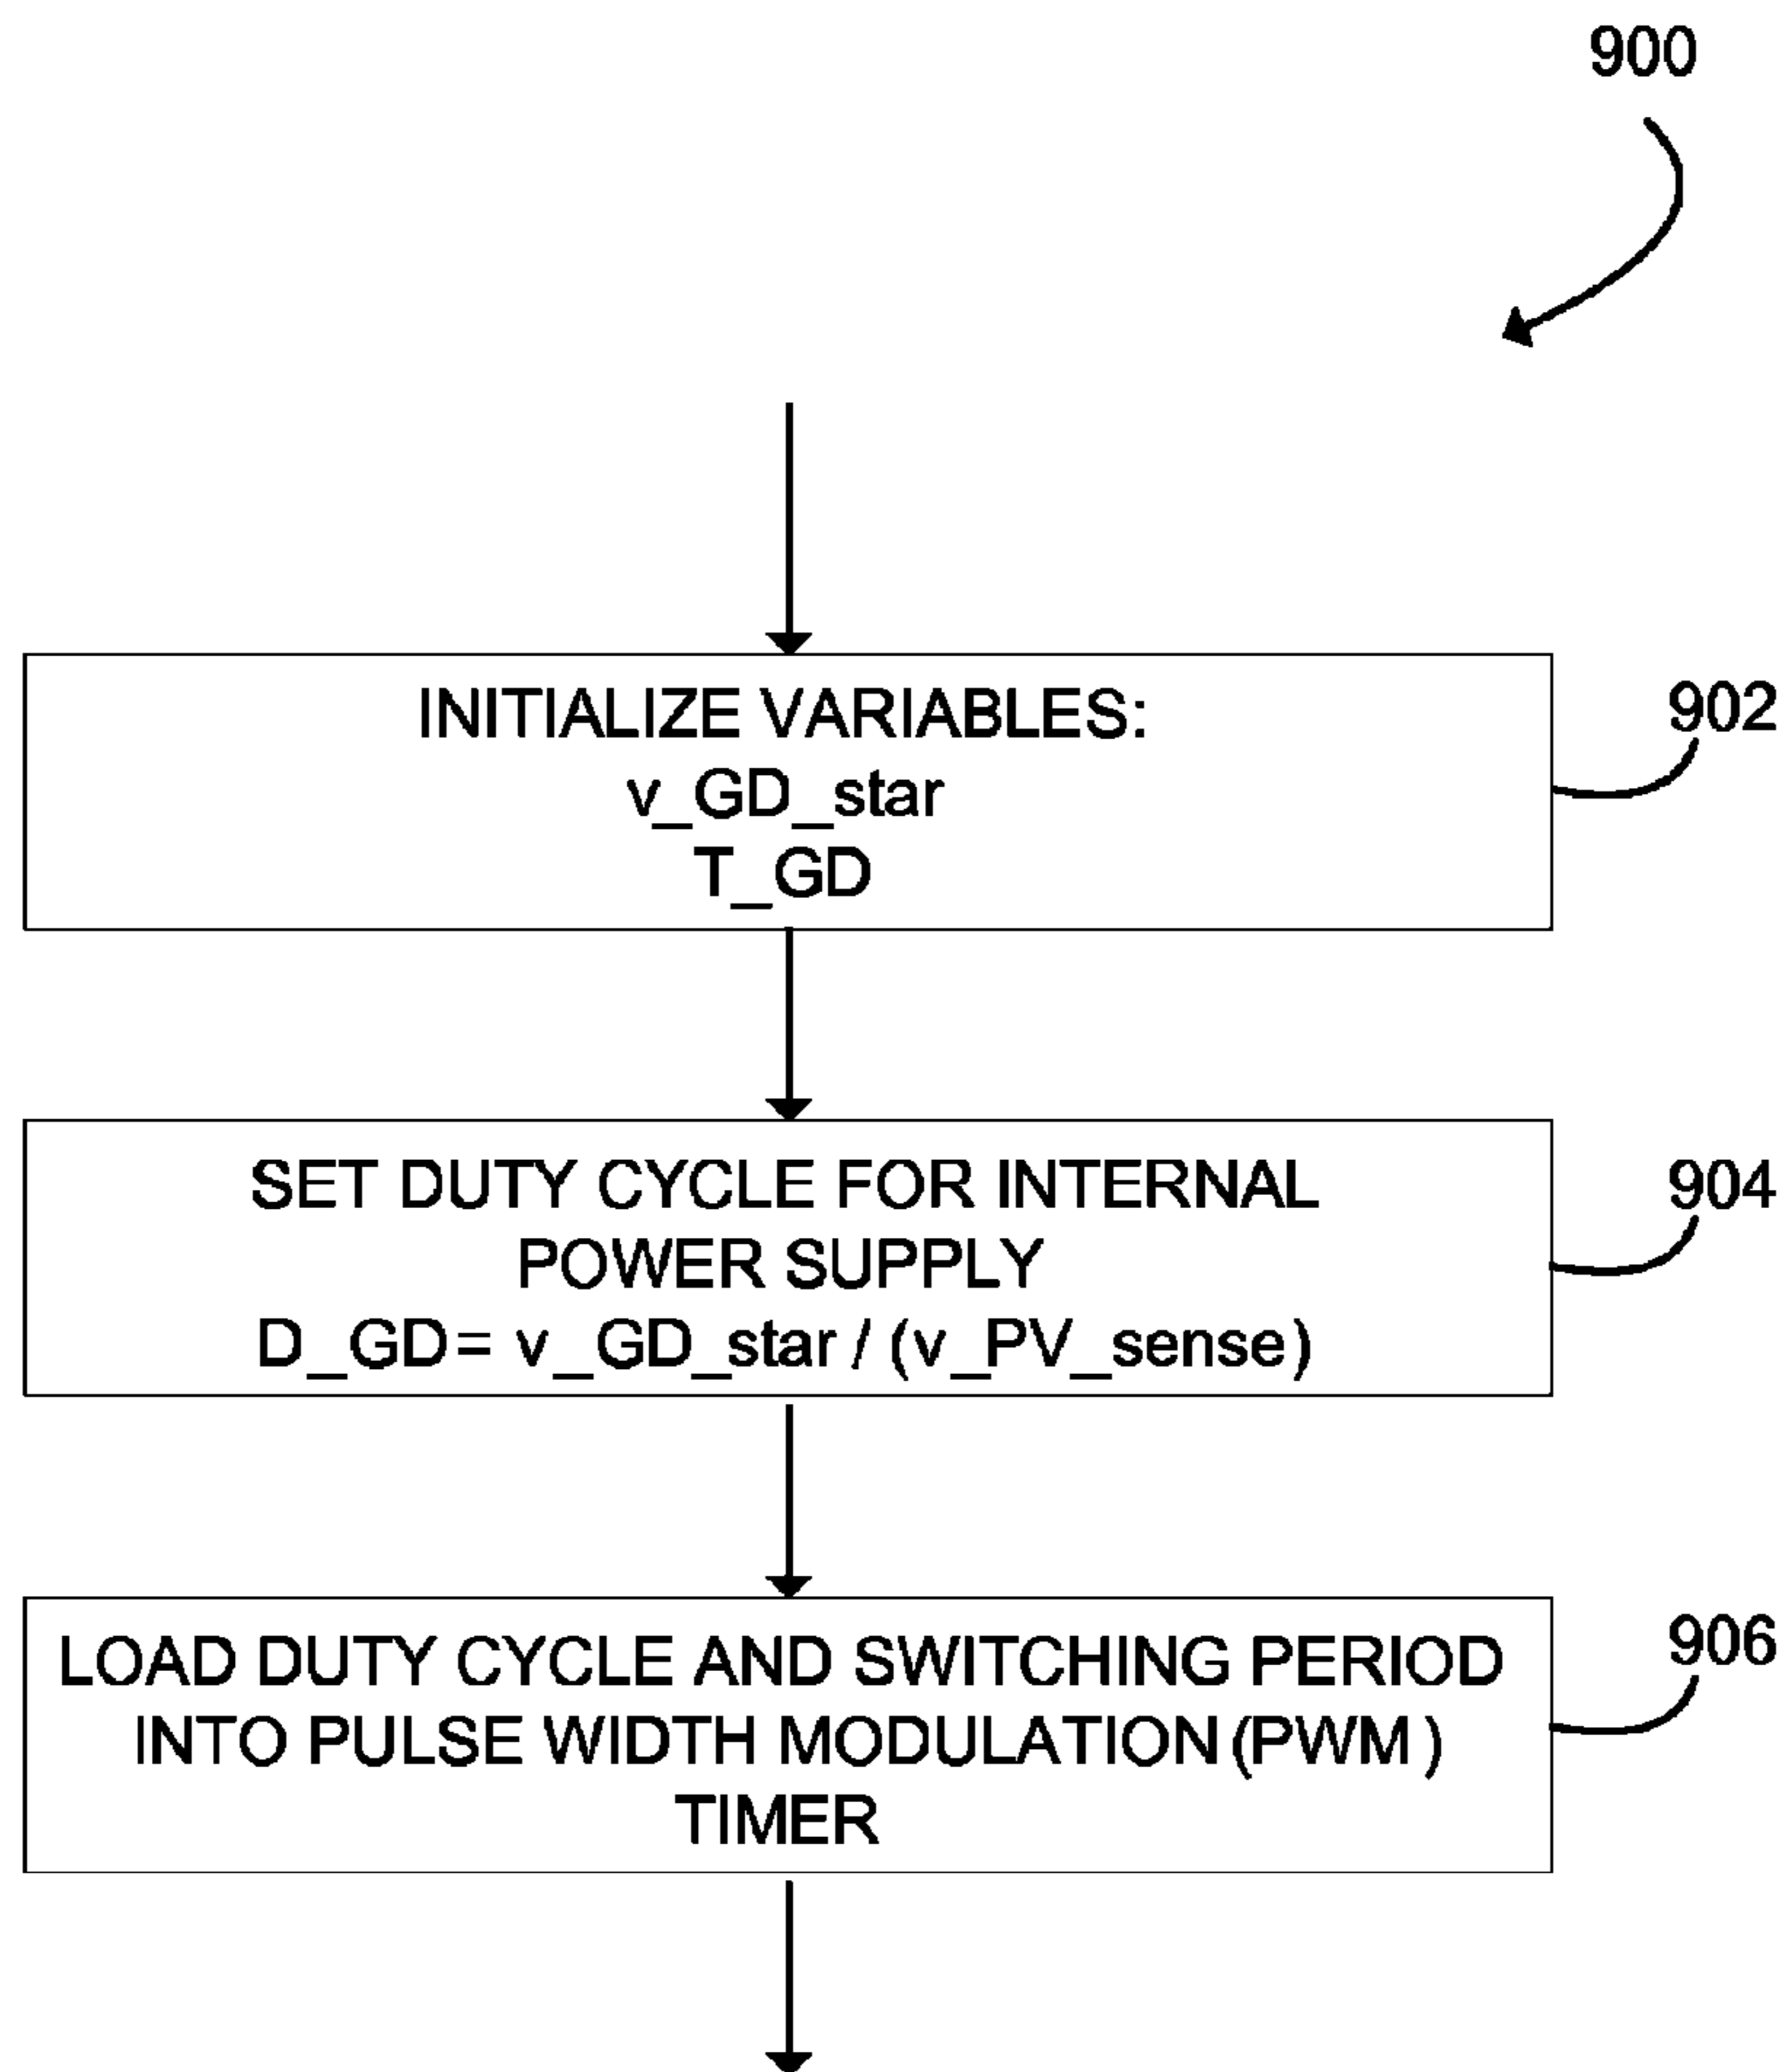 900
INITIALIZE VARIABLES:
v_GD_star
T_GD
902
SET DUTY CYCLE FOR INTERNAL
POWER SUPPLY
D_GD= v_GD_star / (v_PV_sense)
904
LOAD DUTY CYCLE AND SWITCHING PERIOD
INTO PULSE WIDTH MODULATION (PWM)
TIMER
906